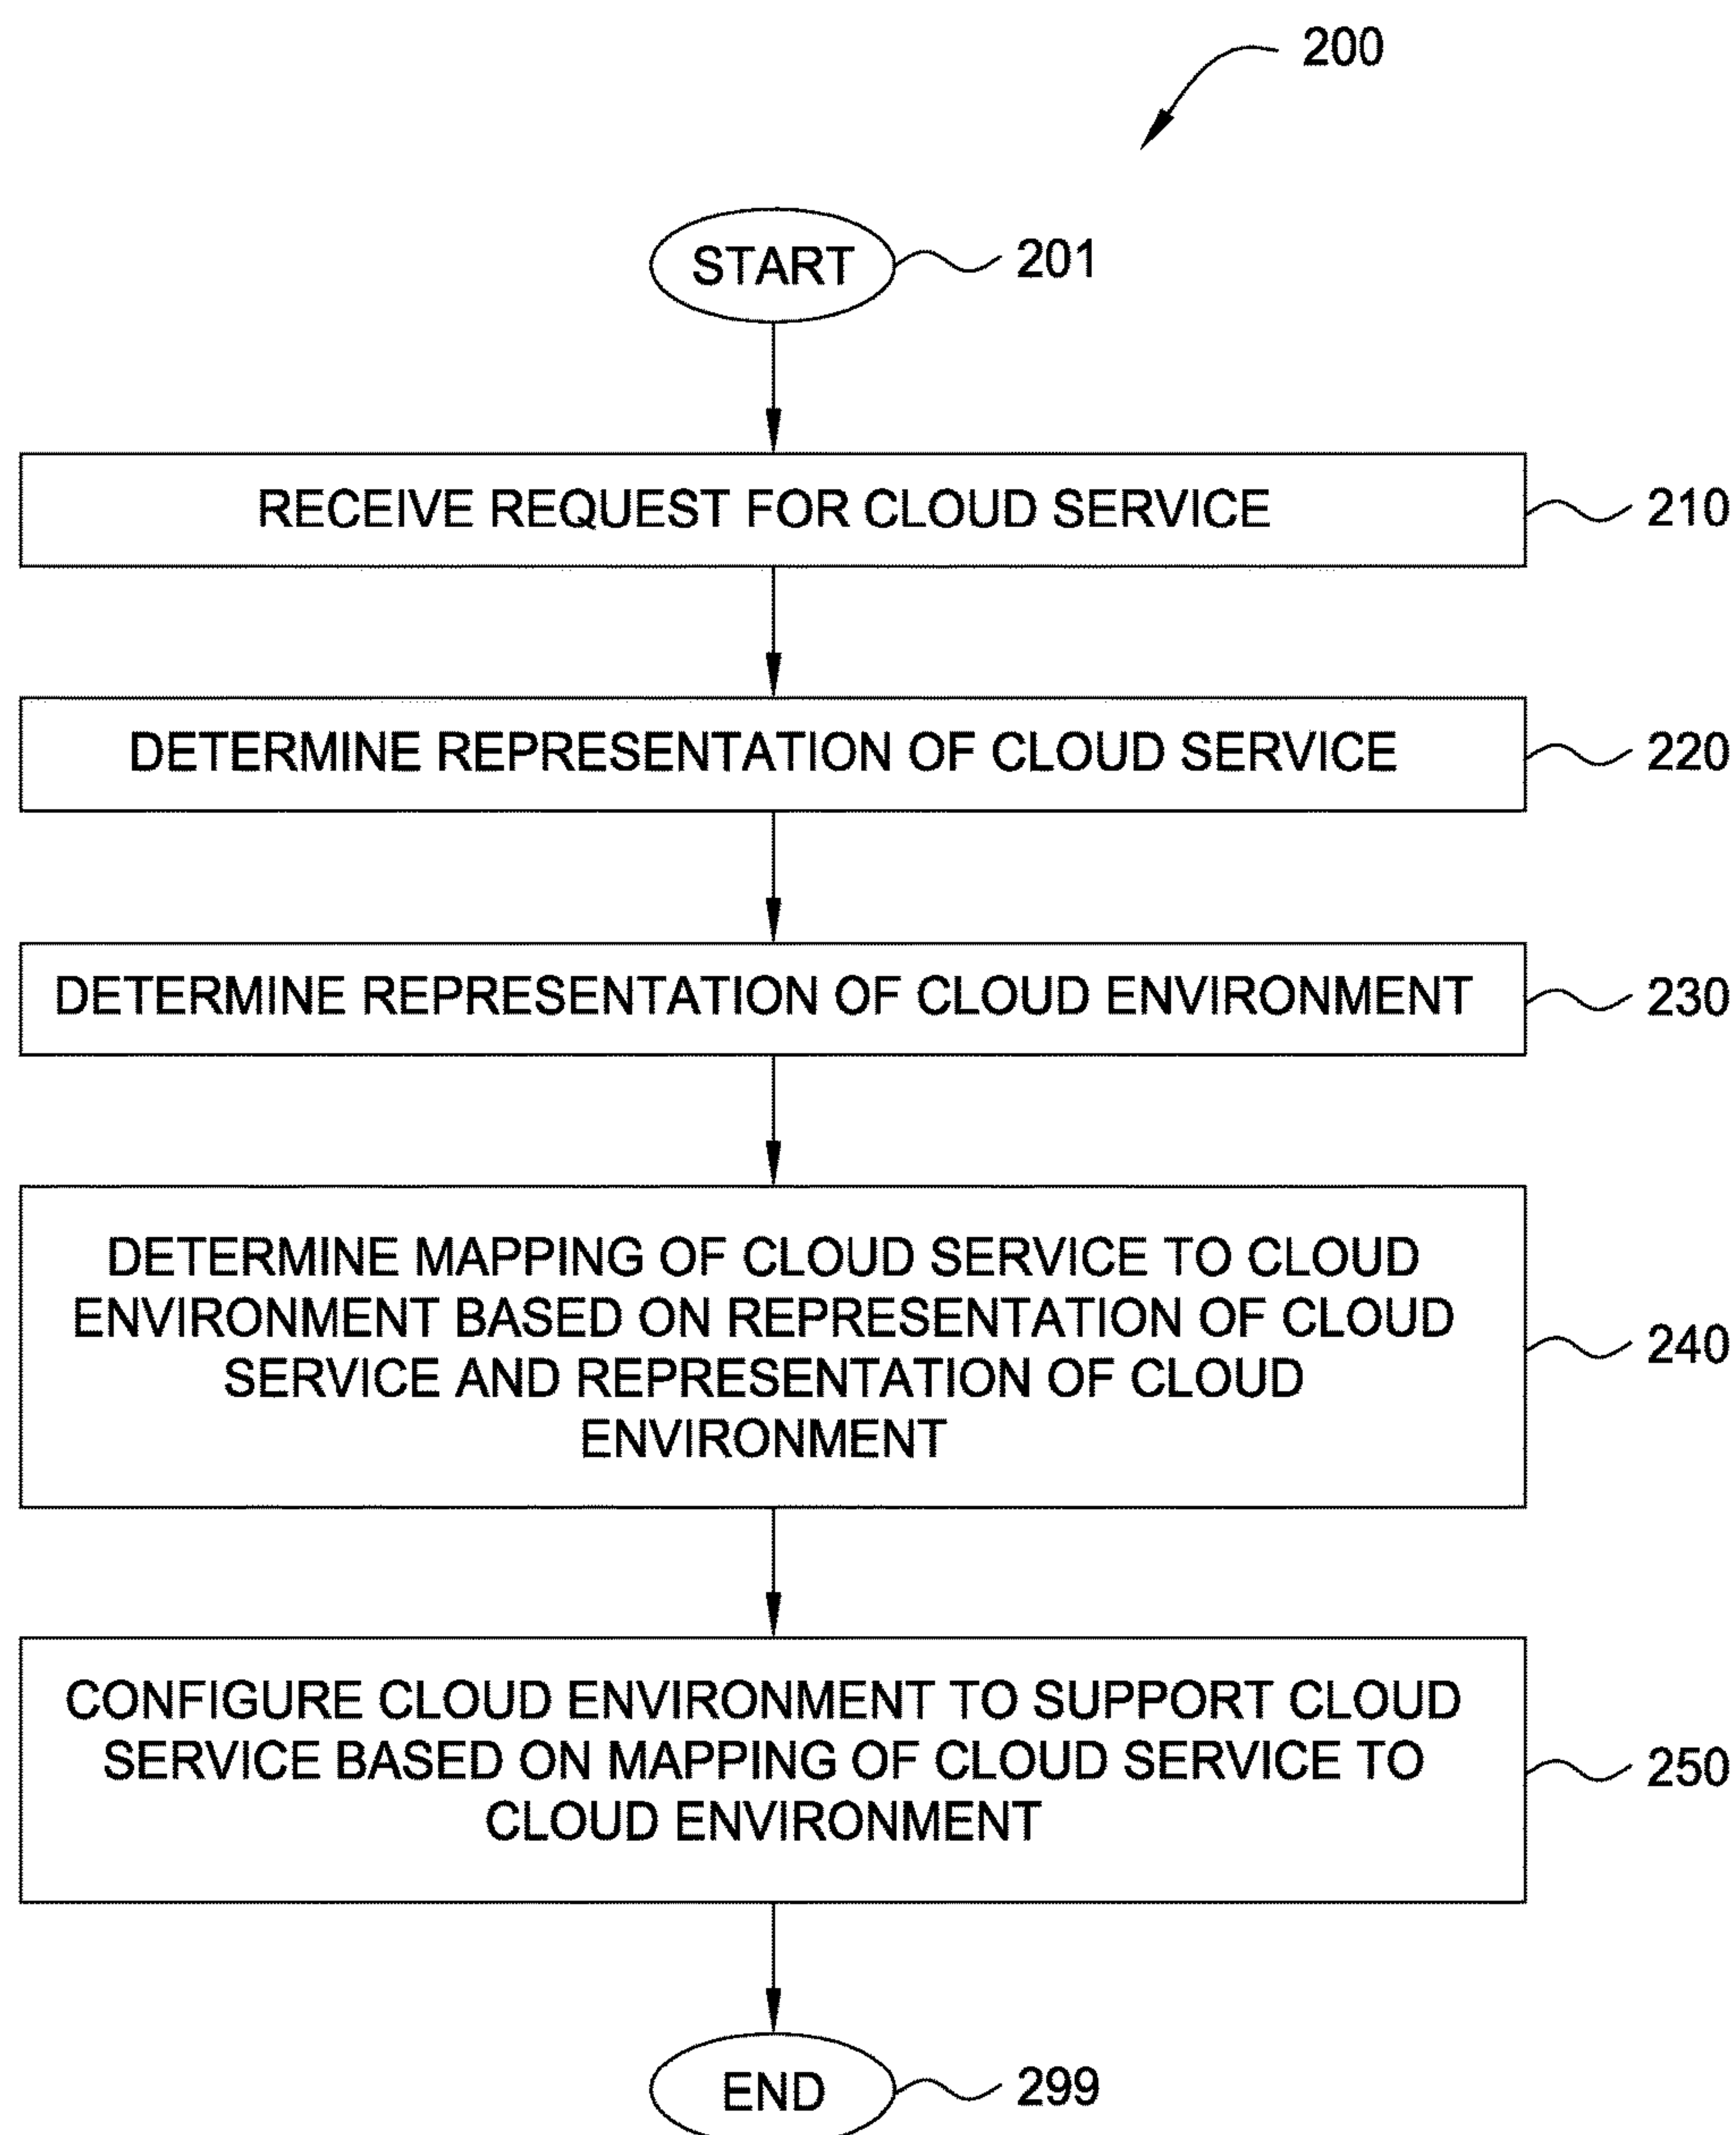 200
START 201
RECEIVE REQUEST FOR CLOUD SERVICE 210
DETERMINE REPRESENTATION OF CLOUD SERVICE 220
DETERMINE REPRESENTATION OF CLOUD ENVIRONMENT 230
DETERMINE MAPPING OF CLOUD SERVICE TO CLOUD
ENVIRONMENT BASED ON REPRESENTATION OF CLOUD
SERVICE AND REPRESENTATION OF CLOUD
ENVIRONMENT
240
CONFIGURE CLOUD ENVIRONMENT TO SUPPORT CLOUD
SERVICE BASED ON MAPPING OF CLOUD SERVICE TO
CLOUD ENVIRONMENT
250
END 299